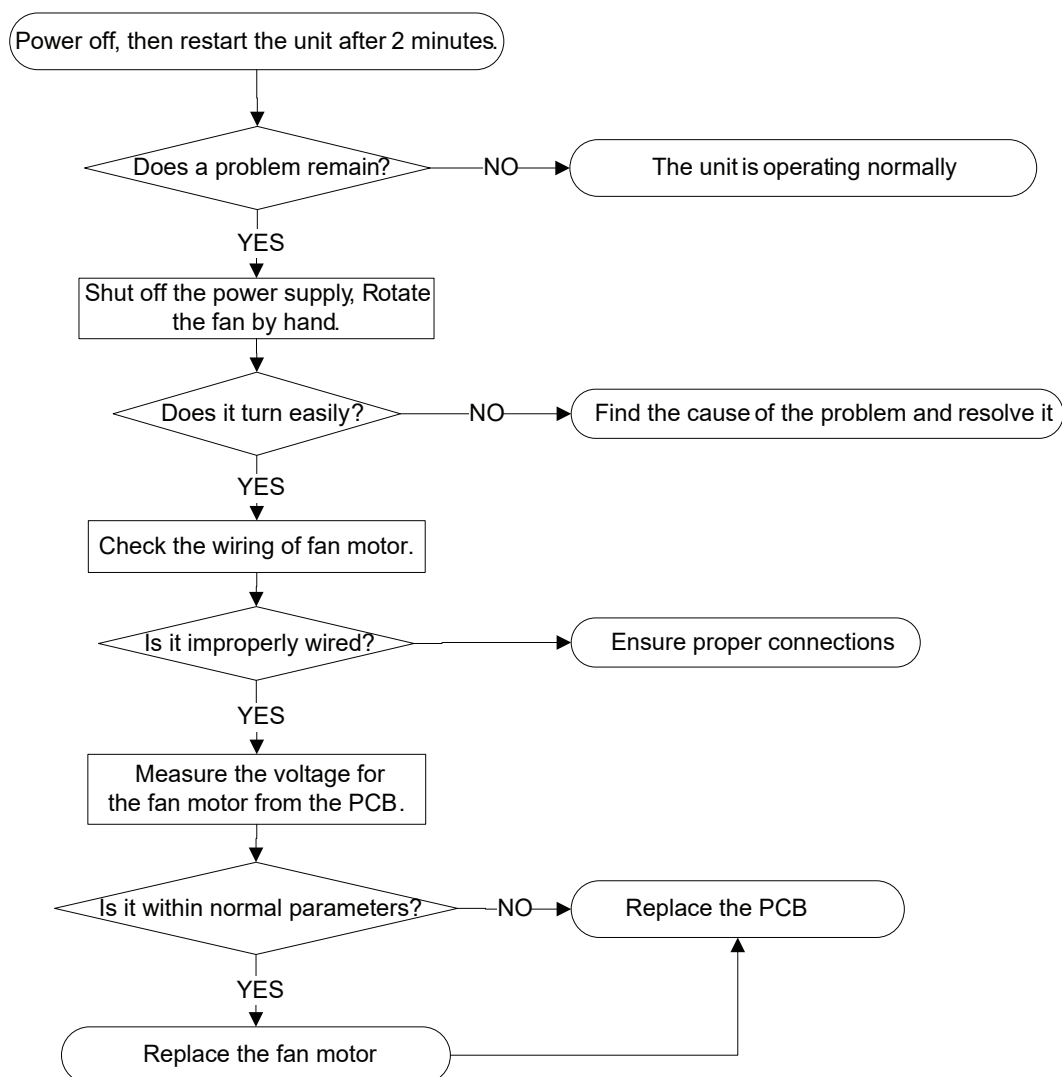 Power off, then restart the unit after 2 minutes.
Does a problem remain?
NO
The unit is operating normally
YES
Shut off the power supply, Rotate
the fan by hand.
Does it turn easily?
NO
Find the cause of the problem and resolve it
YES
Check the wiring of fan motor.
Is it improperly wired?
Ensure proper connections
YES
Measure the voltage for
the fan motor from the PCB.
Is it within normal parameters?
NO
Replace the PCB
YES
Replace the fan motor